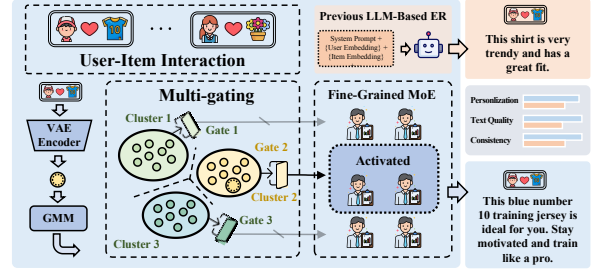 User-Item Interaction
Previous LLM-Based ER
System Prompt +
{User Embedding} +
{Item Embedding}
This shirt is very
trendy and has a
great fit.
VAE
Encoder
GMM
Multi-gating
Cluster 1
Gate 1
Gate 2
Cluster 2
Gate 3
Cluster 3
Fine-Grained MoE
Activated
Personlization
Text Quality
Consistency
This blue number
10 training jersey is
ideal for you. Stay
motivated and train
like a pro.